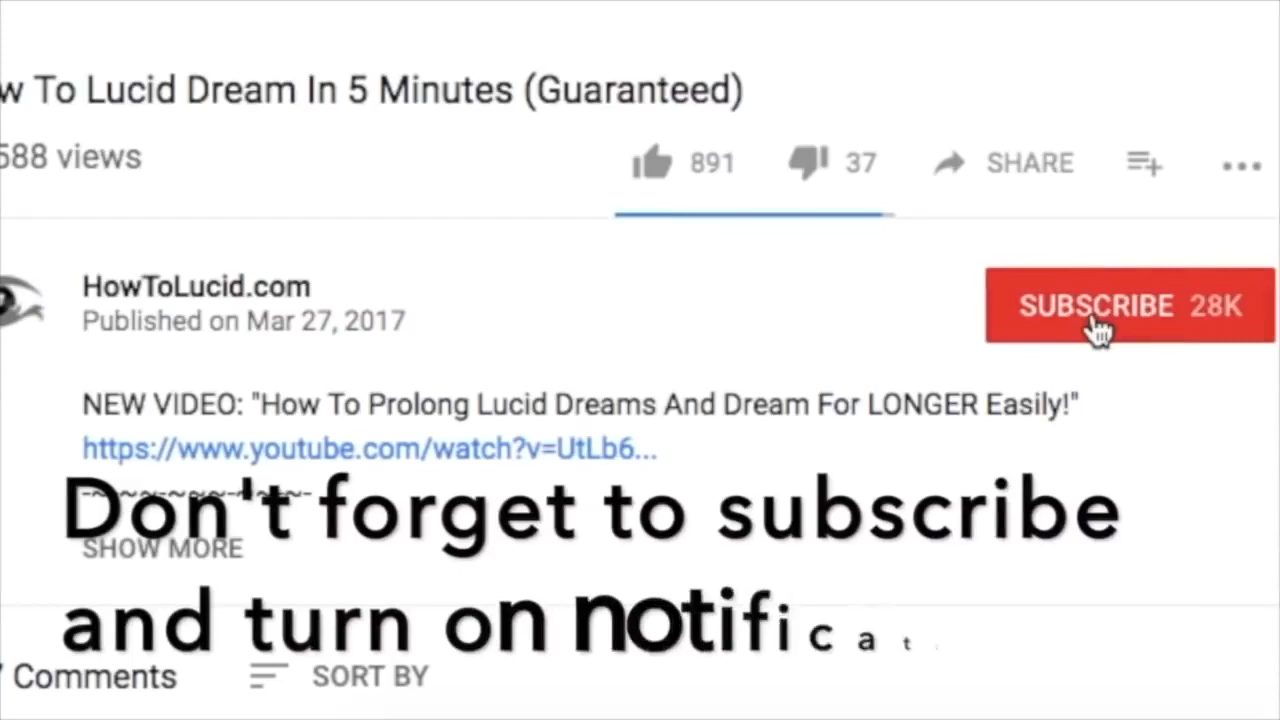 w To Lucid Dream In 5 Minutes (Guaranteed)
588 views
891 37 SHARE
HowToLucid.com
SUBSCRIBE 28K
Published on Mar 27, 2017
NEW VIDEO: "How To Prolong Lucid Dreams And Dream For LONGER Easily!"
https://www.youtube.com/watch?v=UtLb6...
Don't forget to subscribe
SHOW MORE
and turn on notificat
Comments SORT BY